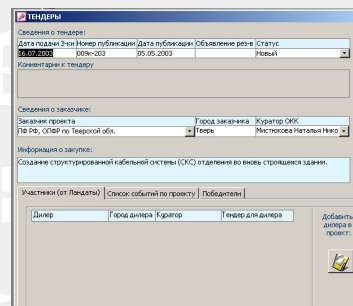 ТЕНДЕРЫ
Сведения о тендере:
Дата подачи З-ки Номер публикации Дата публикации Объявление рез-в Статус
16.07.2003 009к-203 05.05.2003 Новый
Комментарии к тендеру
Сведения о заказчике:
Заказчик проекта Город заказчика Куратор ОКК
ПФ РФ, ОПФР по Тверской обл. Тверь Мистюкова Наталья Нико
Информация о закупке:
Создание структурированной кабельной системы (СКС) отделения во вновь строящемся здании.
Участники (от Ландаты) Список событий по проекту Победители
Дилер Город дилера Куратор Тендер для дилера
Добавить
дилера в
проект: